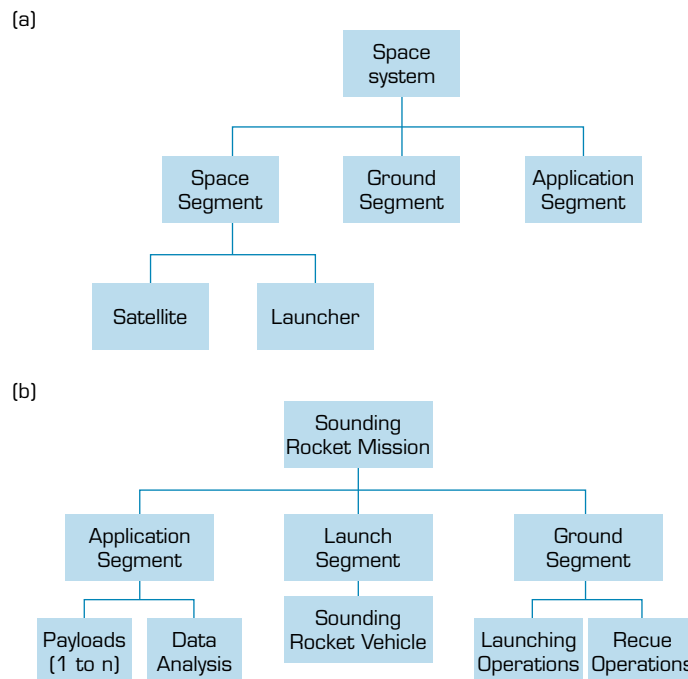 (a)
Space
system
Space
Segment
Ground
Segment
Application
Segment
Satellite
Launcher
(b)
Sounding
Rocket Mission
Application
Segment
Launch
Segment
Ground
Segment
Payloads
(1 to n)
Data
Analysis
Sounding
Rocket Vehicle
Launching
Operations
Recue
Operations